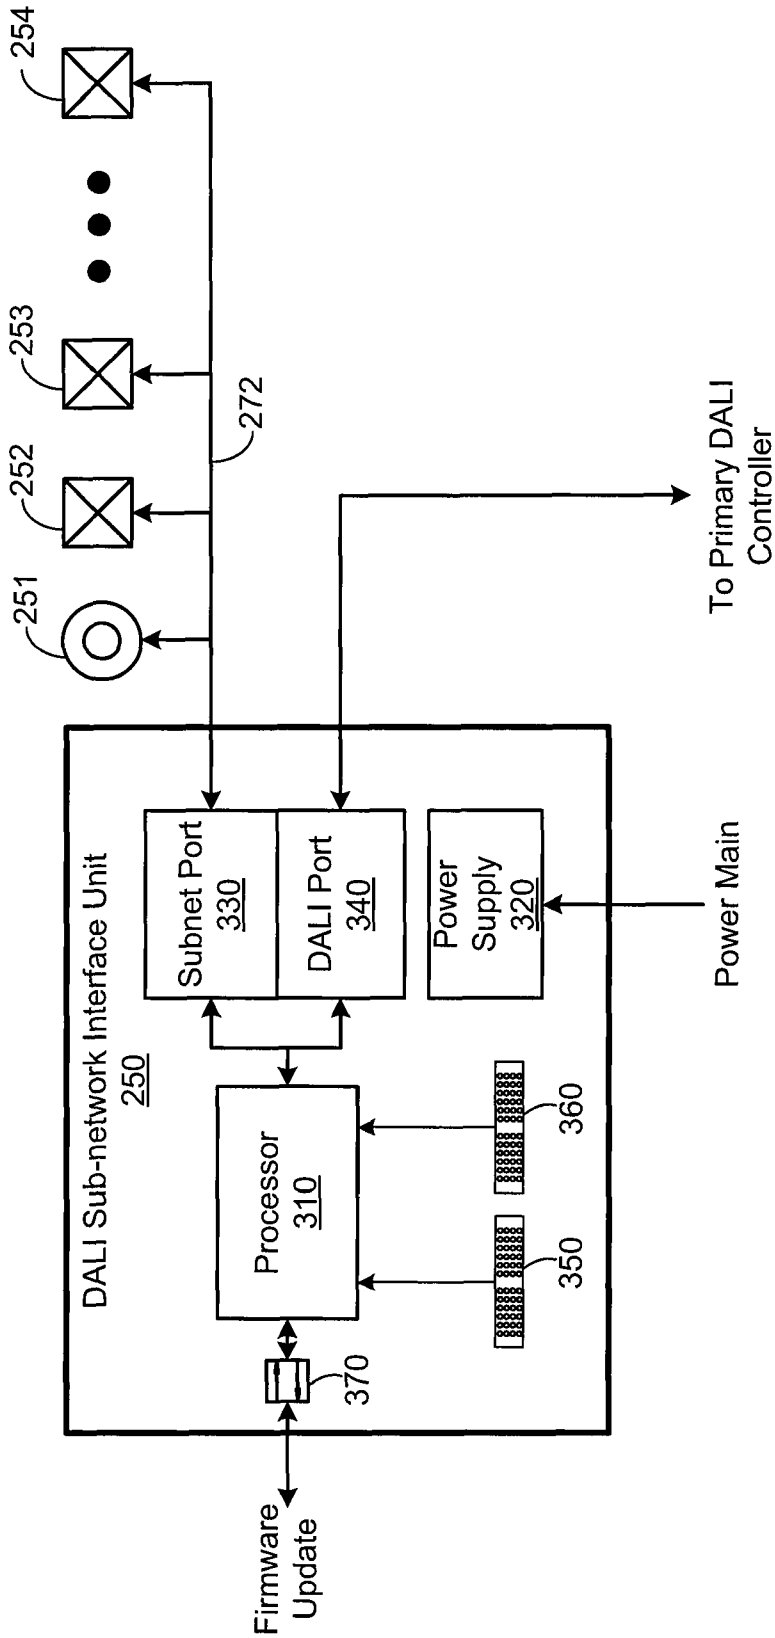 DALI Sub-network Interface Unit
250
Firmware
Update
370
Processor
310
350
360
Subnet Port
330
DALI Port
340
Power
Supply
320
Power Main
251
252
253
254
272
To Primary DALI
Controller